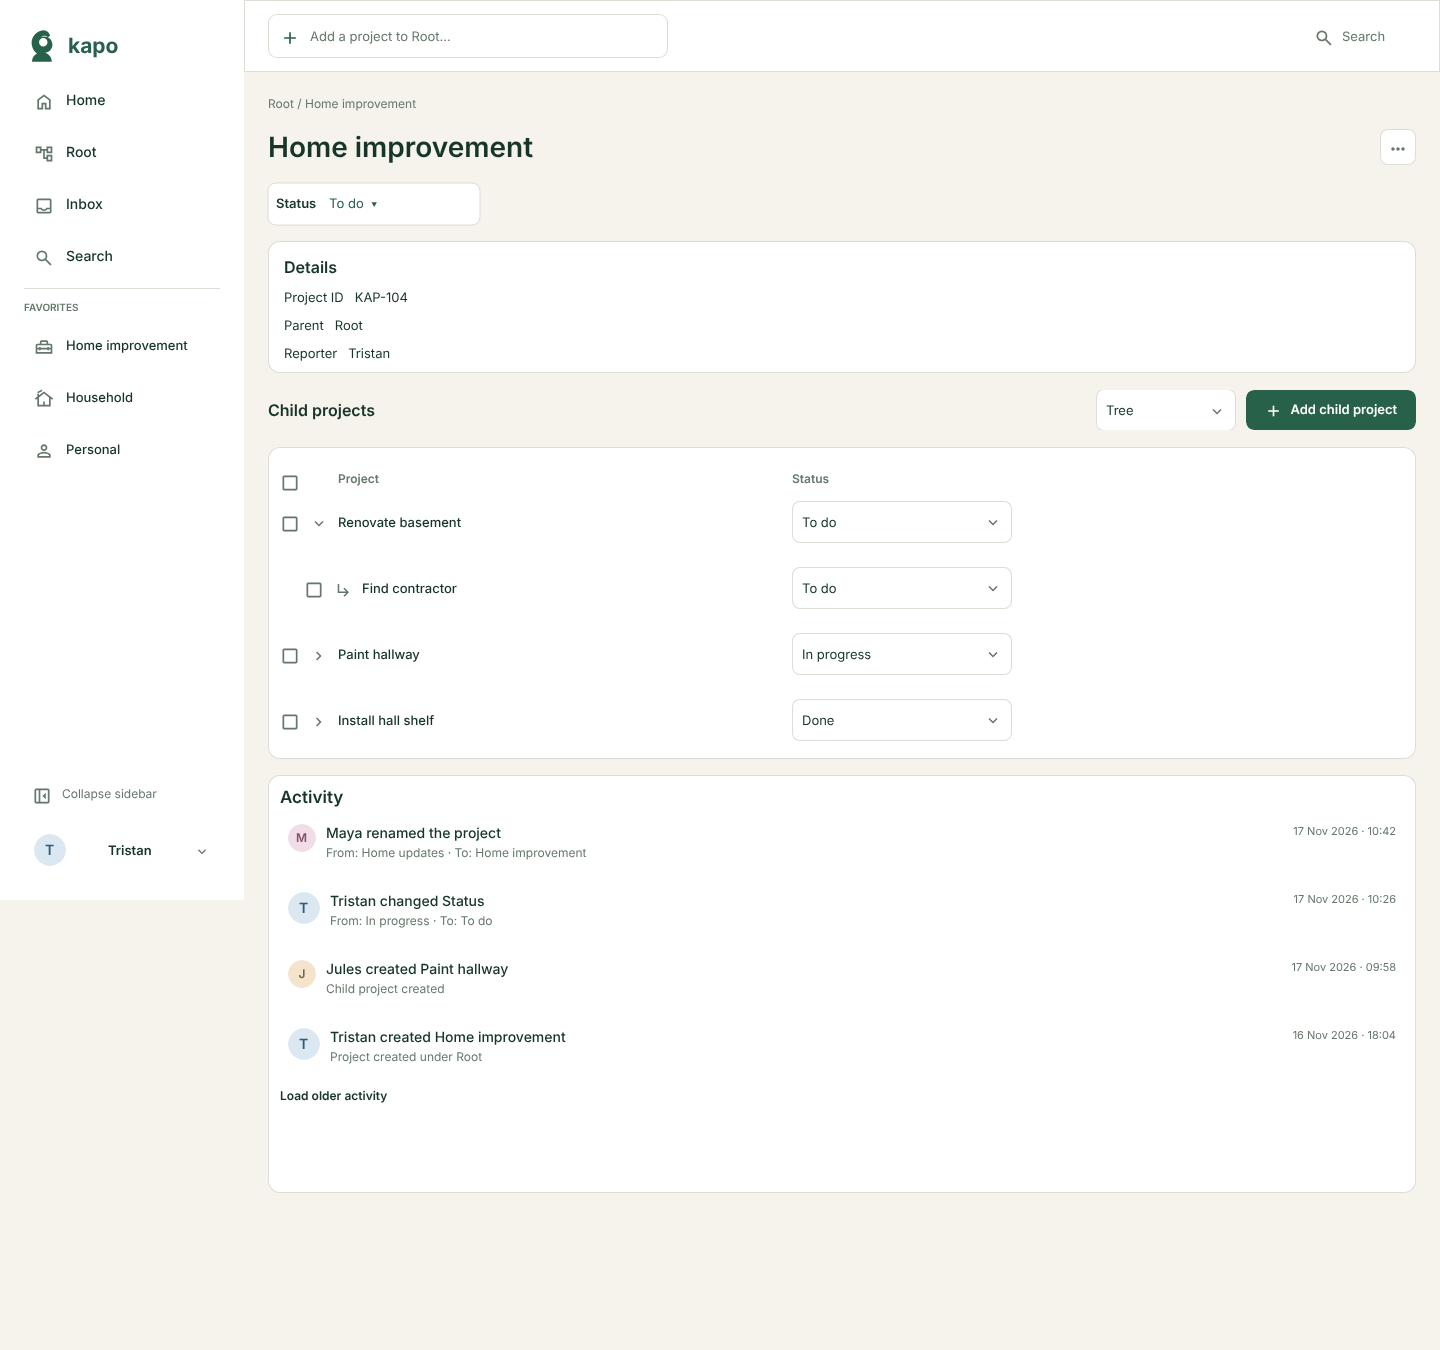 kapo
Home
Root
Inbox
Search
FAVORITES
Home improvement
Household
Personal
Collapse sidebar
T Tristan
Add a project to Root...
Search
Root / Home improvement
Home improvement
Status To do
Details
Project ID KAP-104
Parent Root
Reporter Tristan
Child projects
Tree
Add child project
Project Status
Renovate basement To do
Find contractor To do
Paint hallway In progress
Install hall shelf Done
Activity
M Maya renamed the project 17 Nov 2026 · 10:42
From: Home updates · To: Home improvement
T Tristan changed Status 17 Nov 2026 · 10:26
From: In progress · To: To do
J Jules created Paint hallway 17 Nov 2026 · 09:58
Child project created
T Tristan created Home improvement 16 Nov 2026 · 18:04
Project created under Root
Load older activity